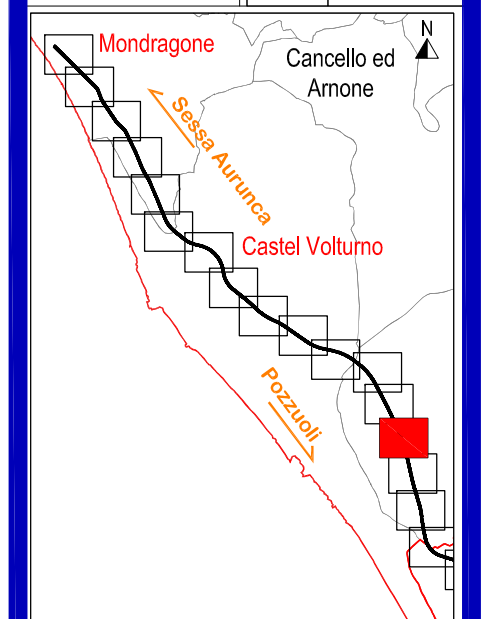 Mondragone
Cancello ed
Arnone
N
Sessa Aurunca
Castel Volturno
Pozzuoli